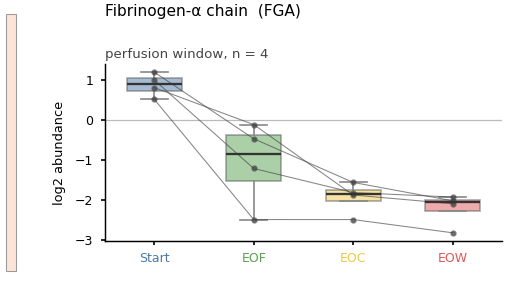 Fibrinogen-α chain (FGA)
perfusion window, n = 4
log2 abundance
1
0
−1
−2
−3
Start EOF EOC EOW